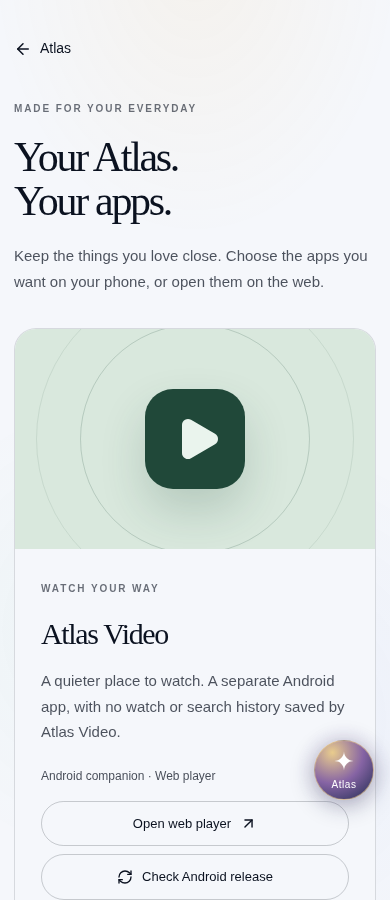 Atlas
MADE FOR YOUR EVERYDAY
Your Atlas.
Your apps.
Keep the things you love close. Choose the apps you
want on your phone, or open them on the web.
WATCH YOUR WAY
Atlas Video
A quieter place to watch. A separate Android
app, with no watch or search history saved by
Atlas Video.
Android companion · Web player
Atlas
Open web player
Check Android release